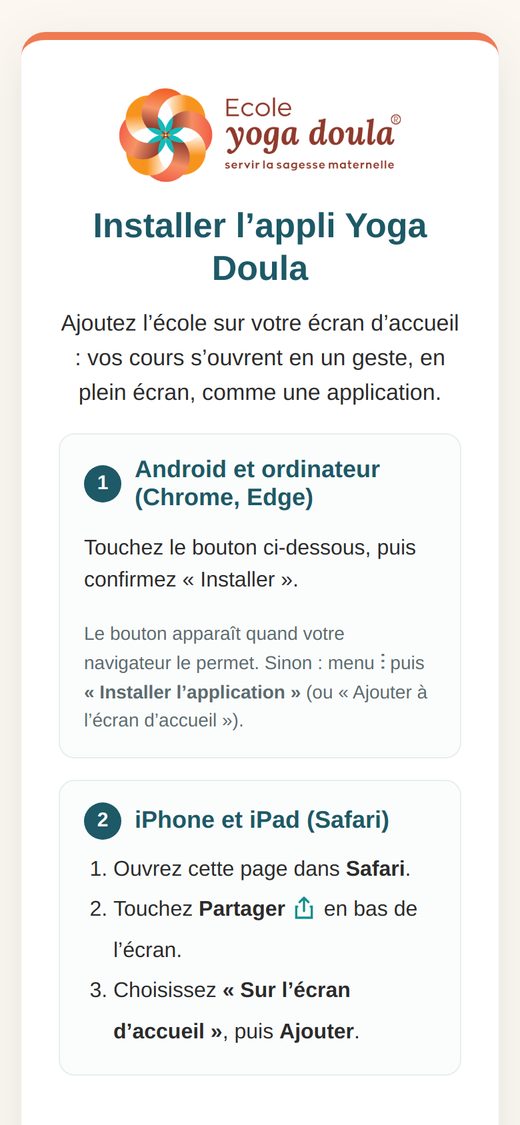 Ecole
yoga doula®
servir la sagesse maternelle
Installer l’appli Yoga
Doula
Ajoutez l’école sur votre écran d’accueil
: vos cours s’ouvrent en un geste, en
plein écran, comme une application.
1 Android et ordinateur
(Chrome, Edge)
Touchez le bouton ci-dessous, puis
confirmez « Installer ».
Le bouton apparaît quand votre
navigateur le permet. Sinon : menu ⋮ puis
« Installer l’application » (ou « Ajouter à
l’écran d’accueil »).
2 iPhone et iPad (Safari)
1. Ouvrez cette page dans Safari.
2. Touchez Partager en bas de
l’écran.
3. Choisissez « Sur l’écran
d’accueil », puis Ajouter.